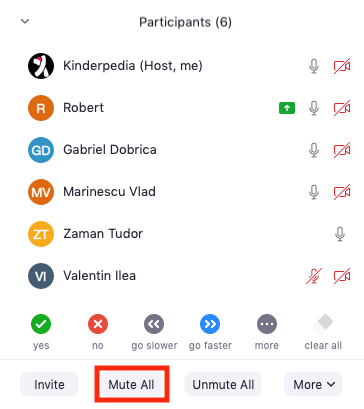 Participants (6)
Kinderpedia (Host, me)
R Robert
GD Gabriel Dobrica
MV Marinescu Vlad
ZT Zaman Tudor
VI Valentin Ilea
yes no go slower go faster more clear all
Invite Mute All Unmute All More